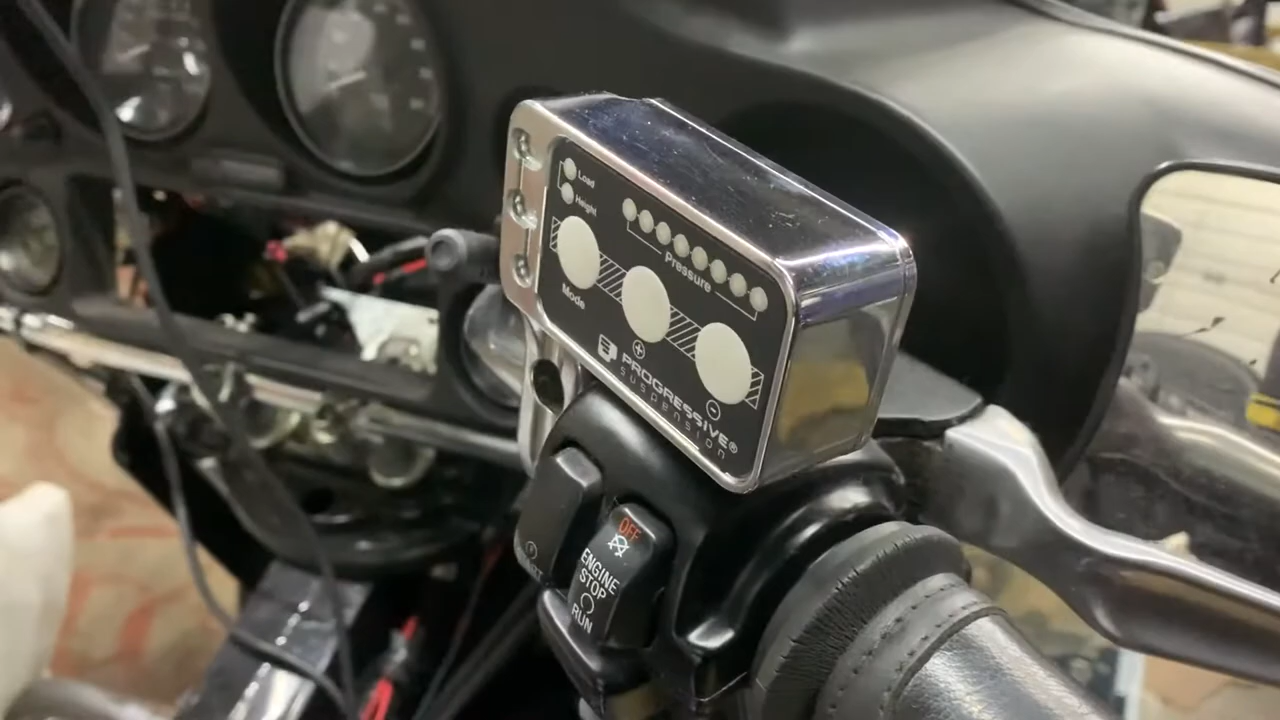 Load
Height
Pressure
Mode
PROGRESSIVE®
suspension
OFF
ENGINE
STOP
RUN